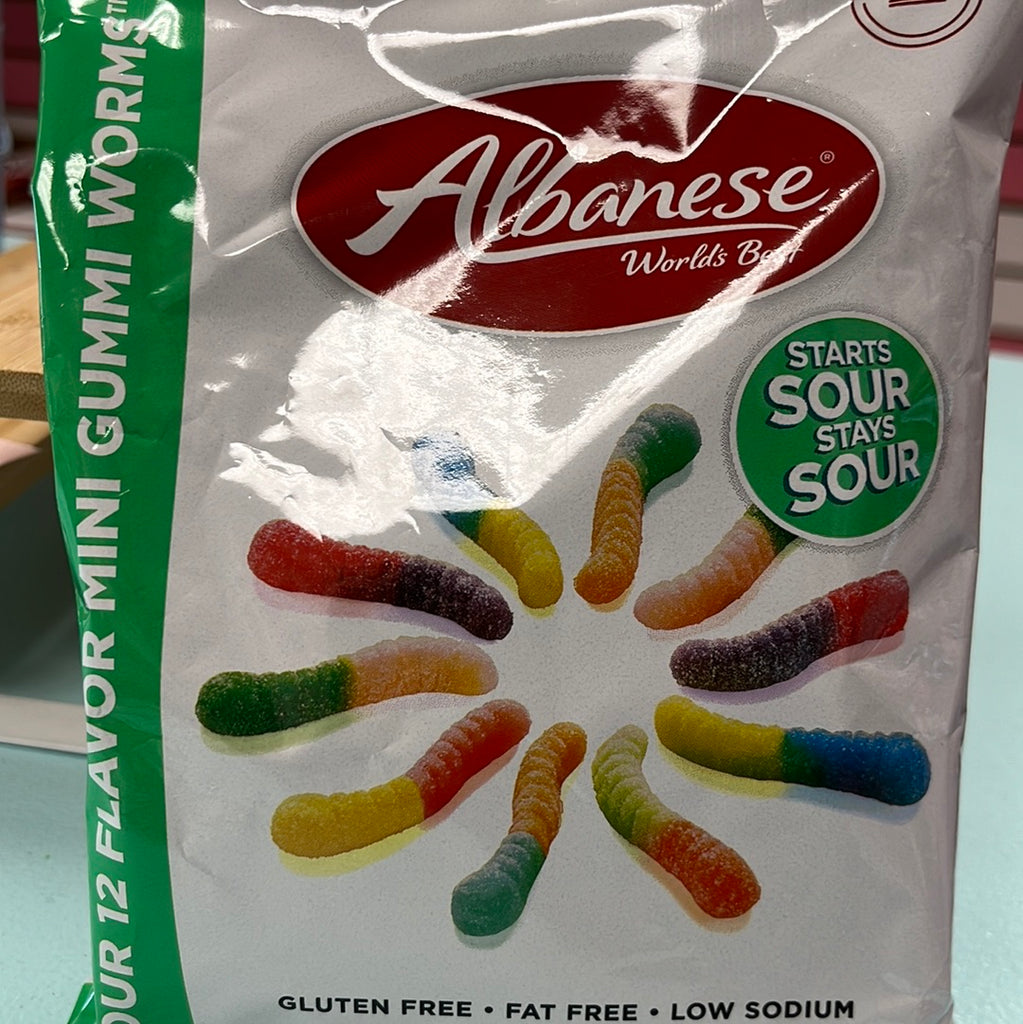 OUR 12 FLAVOR MINI GUMMI WORMS™
Albanese®
World's Best
STARTS
SOUR
STAYS
SOUR
GLUTEN FREE • FAT FREE • LOW SODIUM